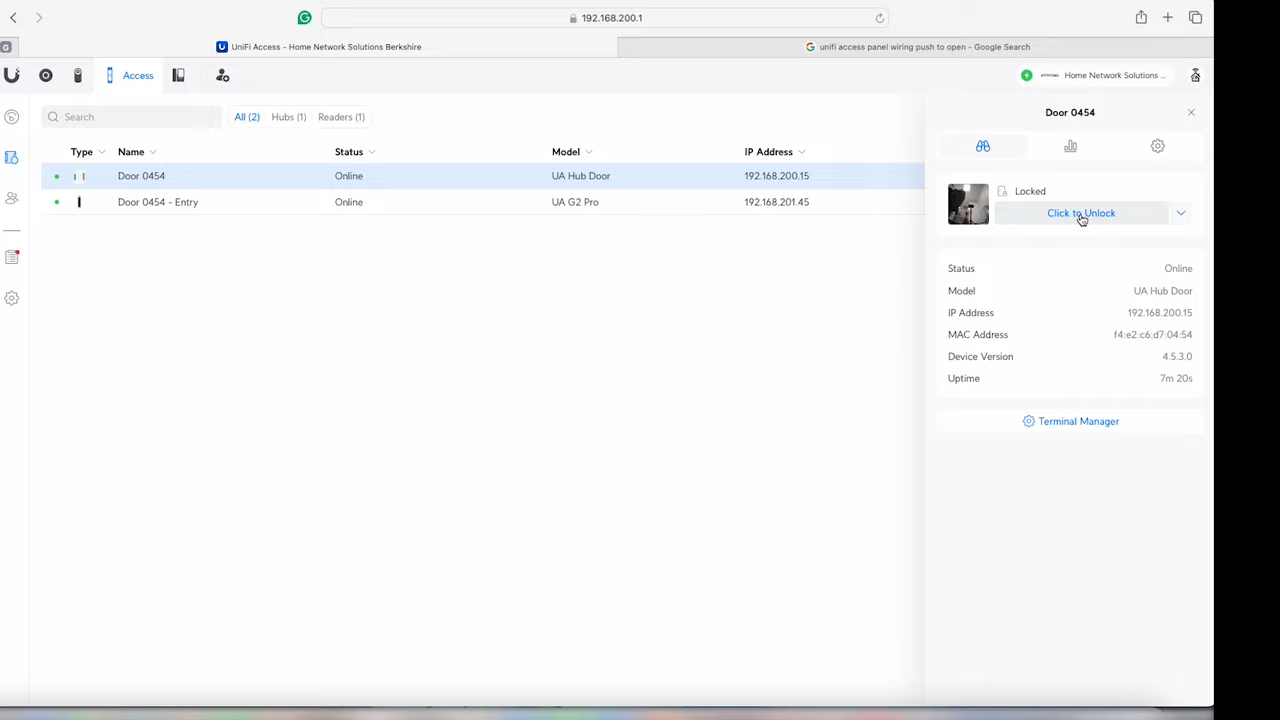 192.168.200.1
UniFi Access - Home Network Solutions Berkshire
unifi access panel wiring push to open - Google Search
Access
Home Network Solutions ...
Search
All (2) Hubs (1) Readers (1)
Type Name Status Model IP Address
Door 0454 Online UA Hub Door 192.168.200.15
Door 0454 - Entry Online UA G2 Pro 192.168.201.45
Door 0454
Locked
Click to Unlock
Status Online
Model UA Hub Door
IP Address 192.168.200.15
MAC Address f4:e2:c6:d7:04:54
Device Version 4.5.3.0
Uptime 7m 20s
Terminal Manager